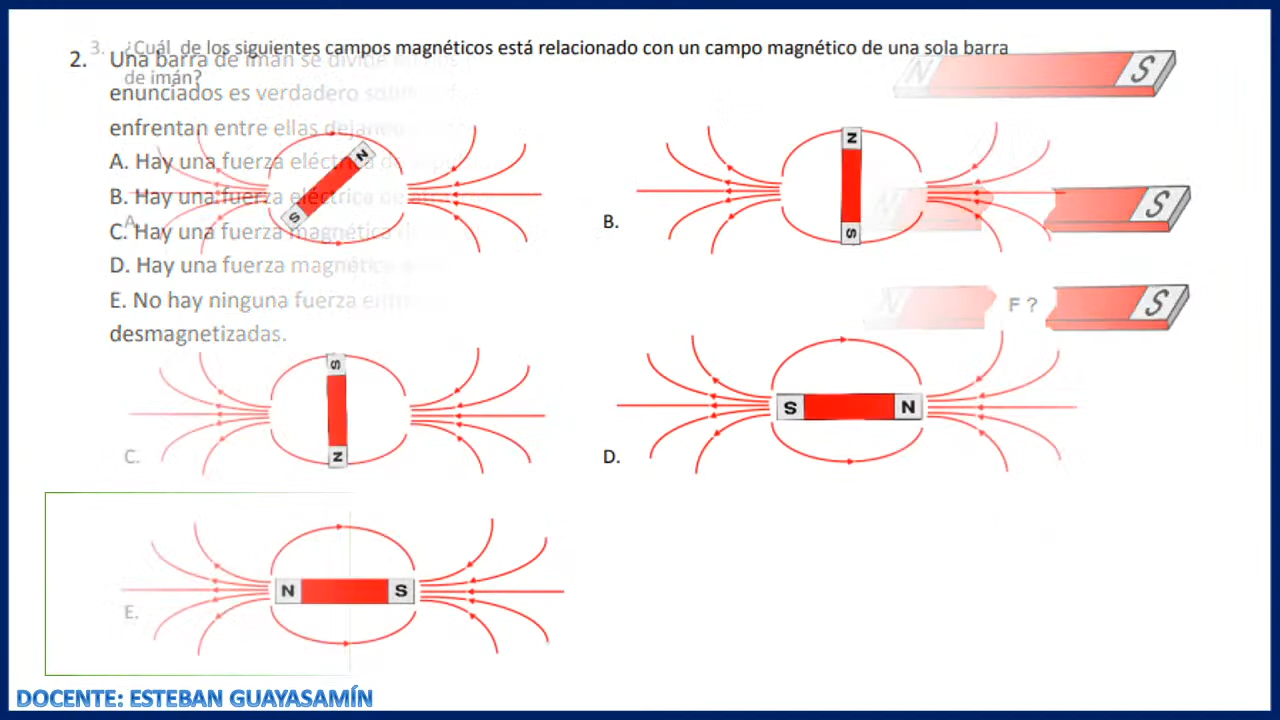 3. ¿Cuál de los siguientes campos magnéticos está relacionado con un campo magnético de una sola barra
de imán?
2. Una barra de imán se divide
enunciados es verdadero
enfrentan entre ellas
A. Hay una fuerza eléctrica
B. Hay una fuerza eléctrica
C. Hay una fuerza magnética
D. Hay una fuerza magnética
E. No hay ninguna fuerza
desmagnetizadas.
N S
N S
N F ? S
A.
N
S
B.
N
S
C.
S
N
D.
S N
E.
N S
DOCENTE: ESTEBAN GUAYASAMÍN